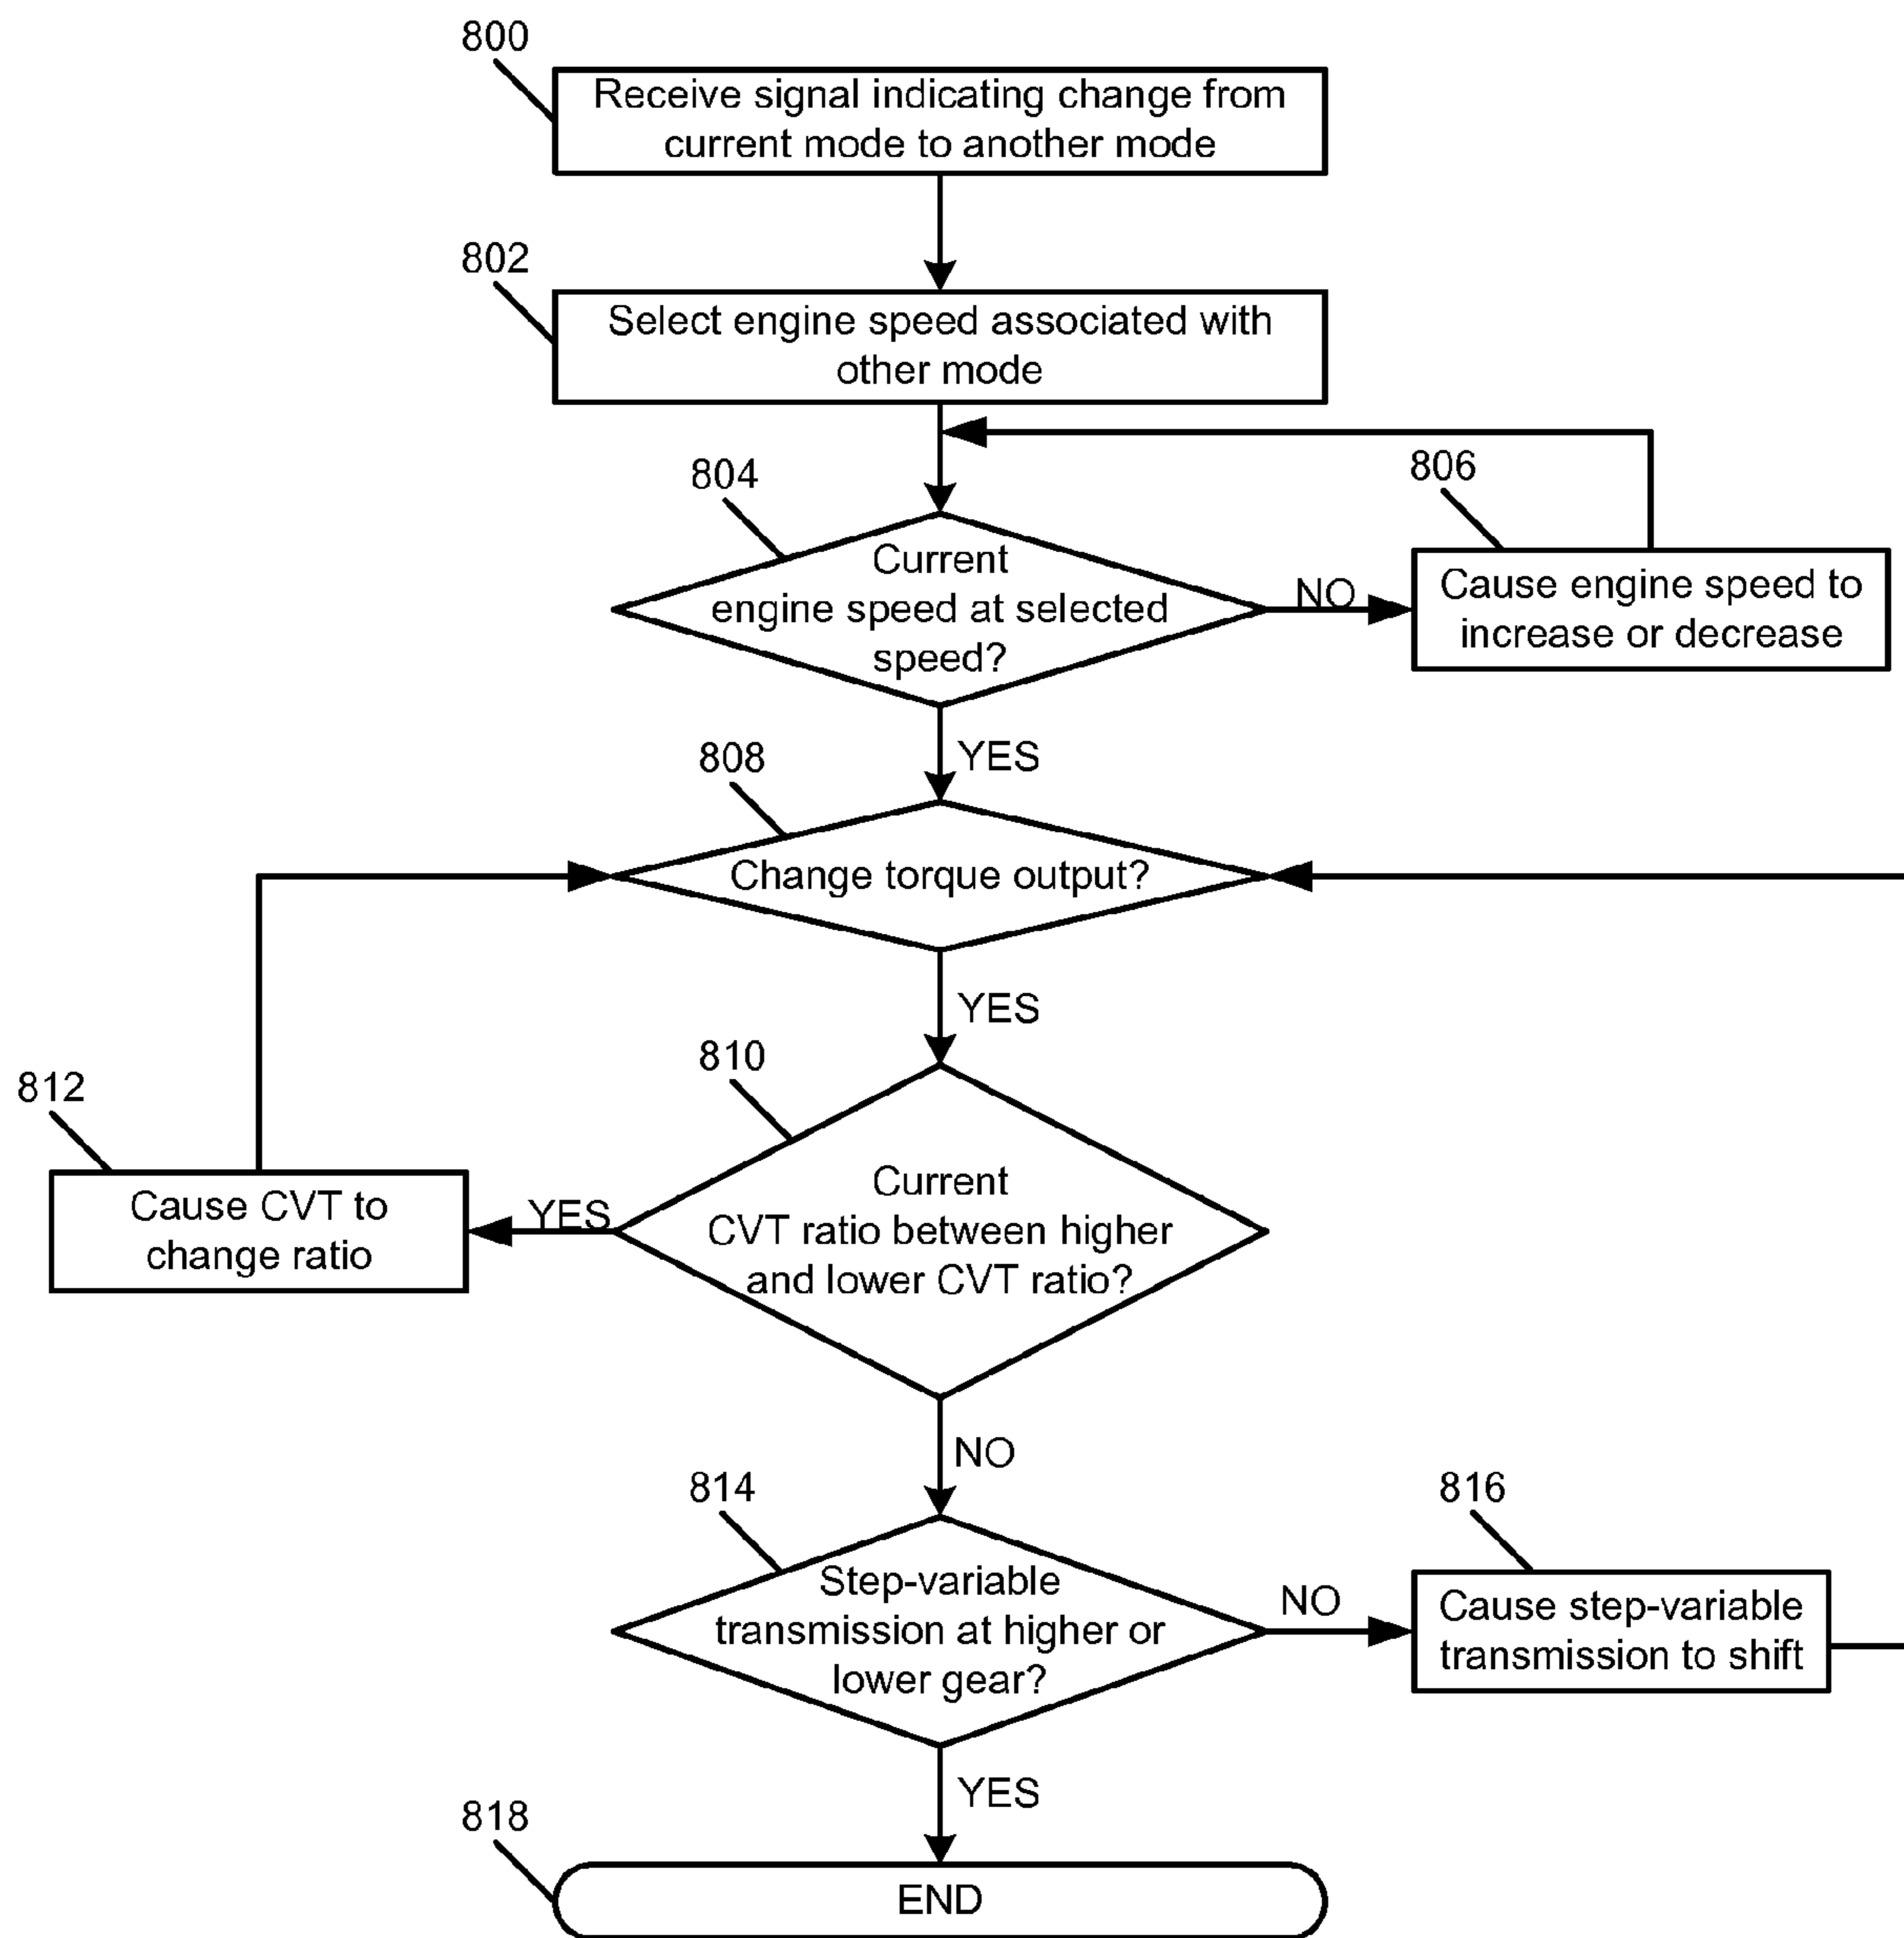 800
Receive signal indicating change from
current mode to another mode
802
Select engine speed associated with
other mode
804
Current
engine speed at selected
speed?
NO
806
Cause engine speed to
increase or decrease
YES
808
Change torque output?
YES
810
Current
CVT ratio between higher
and lower CVT ratio?
YES
812
Cause CVT to
change ratio
NO
814
Step-variable
transmission at higher or
lower gear?
NO
816
Cause step-variable
transmission to shift
YES
818
END